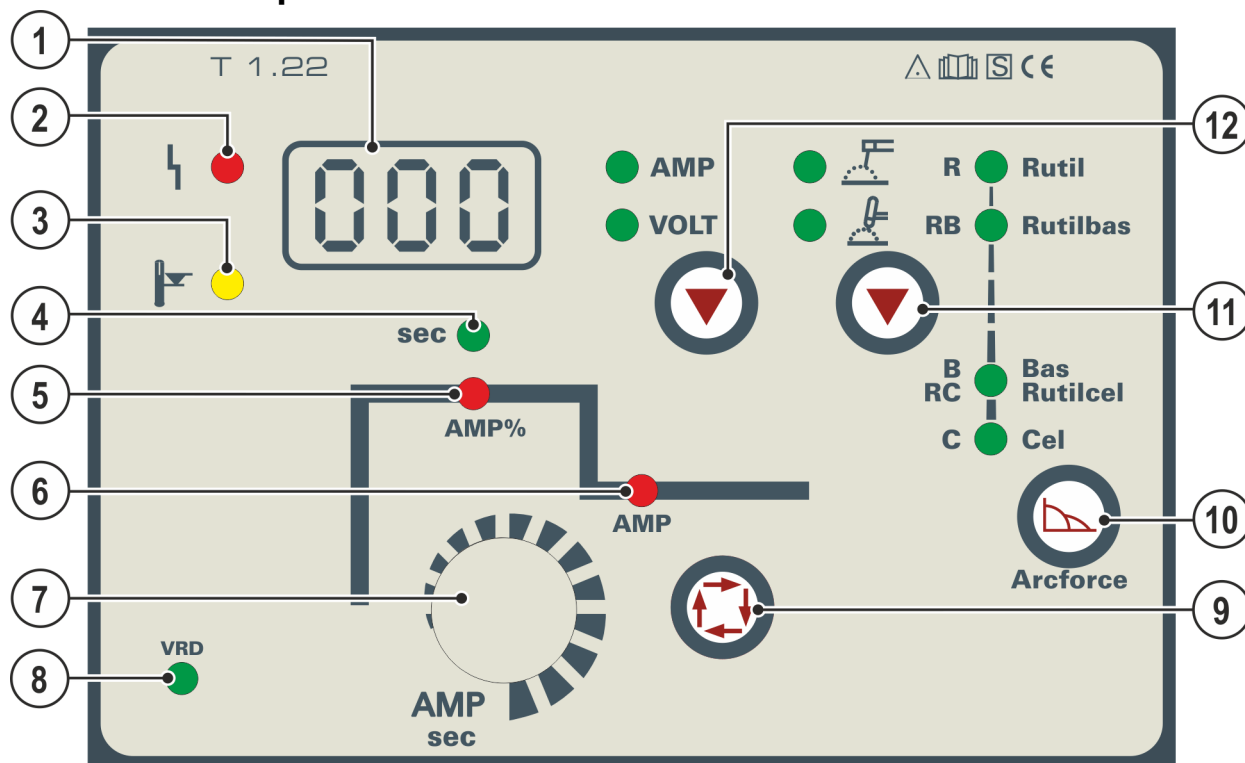 1
T 1.22
S CE
2
12
000
AMP
R
Rutil
3
VOLT
RB
Rutilbas
4
sec
11
5
AMP%
B
Bas
RC
Rutilcel
C
Cel
6
AMP
10
Arcforce
7
9
VRD
8
AMP
sec